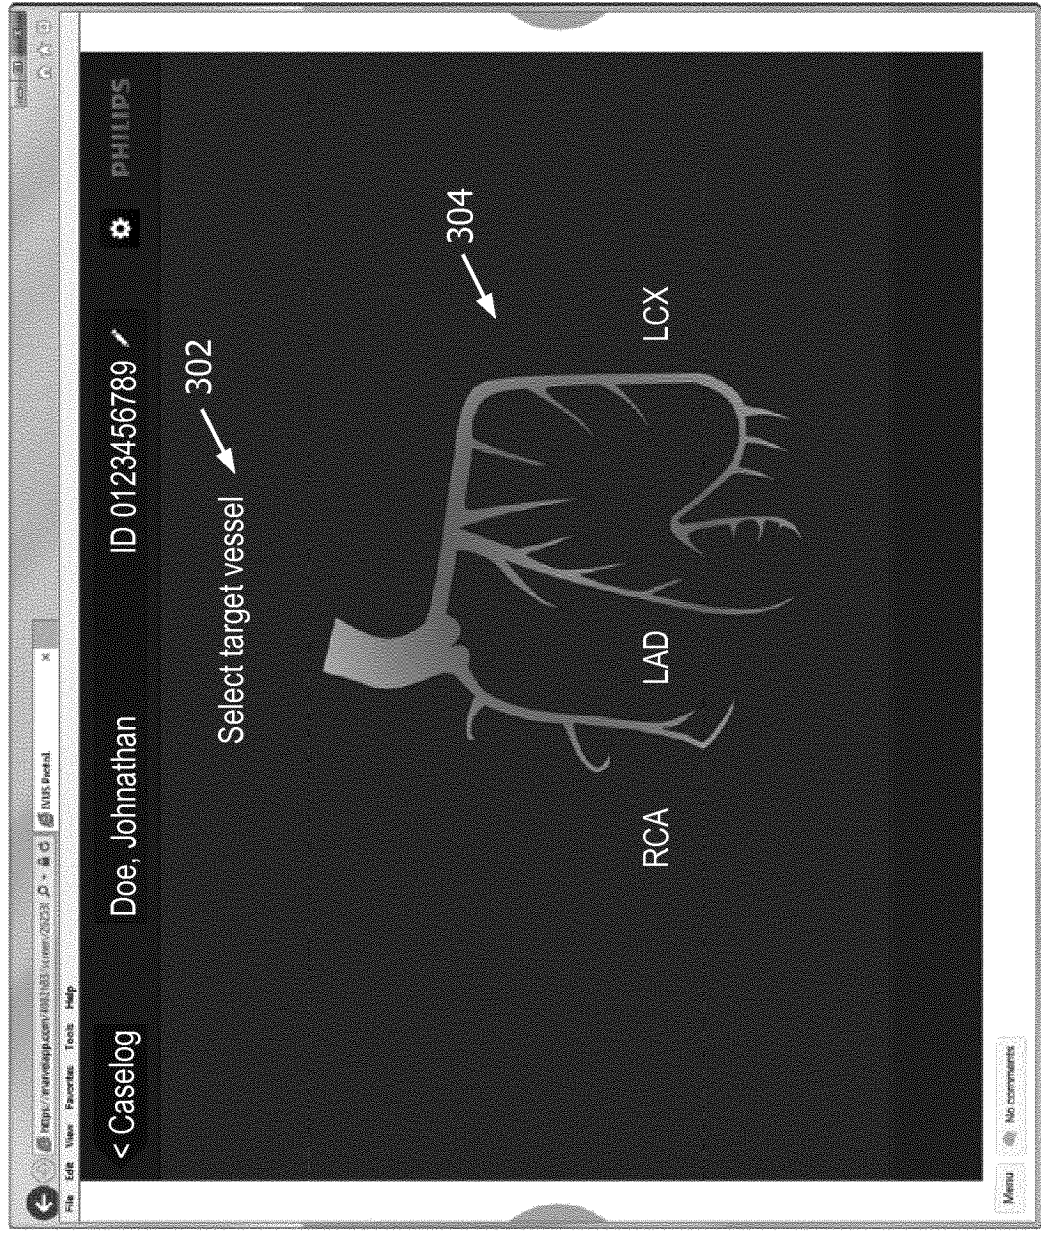 File Edit View Favorites Tools Help
< Caselog Doe, Johnathan ID 0123456789 PHILIPS
Select target vessel 302
304
RCA LAD LCX
Menu No comments